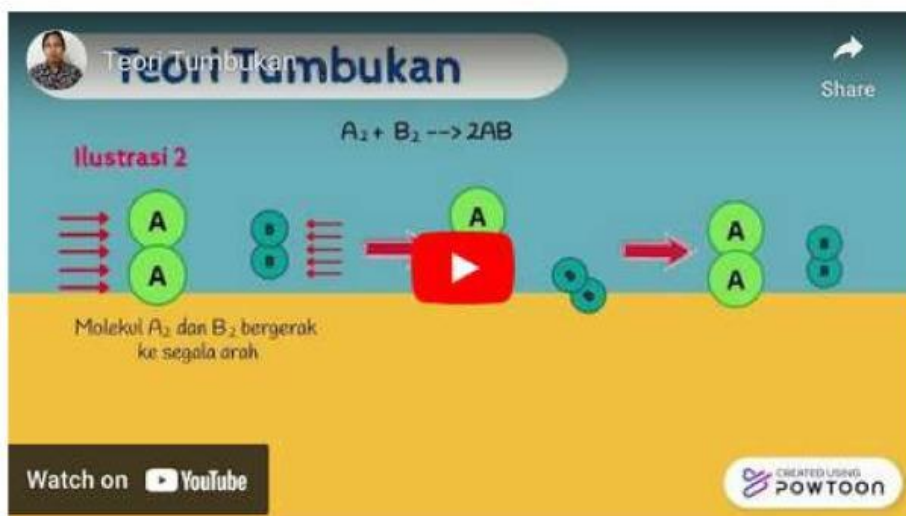 Teori Tumbukan
Teori Tumbukan
Share
A₂ + B₂ --> 2AB
Ilustrasi 2
A
A
B
B
A
B
B
A
A
B
B
Molekul A₂ dan B₂ bergerak
ke segala arah
Watch on YouTube
CREATED USING
POWTOON